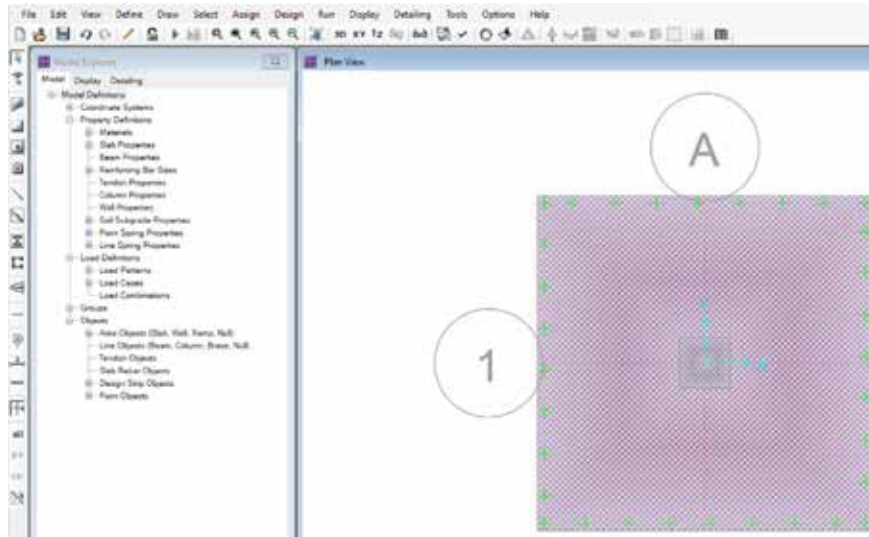 File Edit View Define Draw Select Assign Design Run Display Detailing Tools Options Help
Model Explorer
Plan View
Model Display Detailing
Model Definitions
Coordinate Systems
Property Definitions
Materials
Slab Properties
Beam Properties
Reinforcing Bar Sizes
Tendon Properties
Column Properties
Wall Properties
Soil Subgrade Properties
Point Spring Properties
Line Spring Properties
Load Definitions
Load Patterns
Load Cases
Load Combinations
Groups
Objects
Area Objects (Slab, Wall, Ramp, Null)
Line Objects (Beam, Column, Brace, Null)
Tendon Objects
Slab Rebar Objects
Design Strip Objects
Point Objects
A
1
all